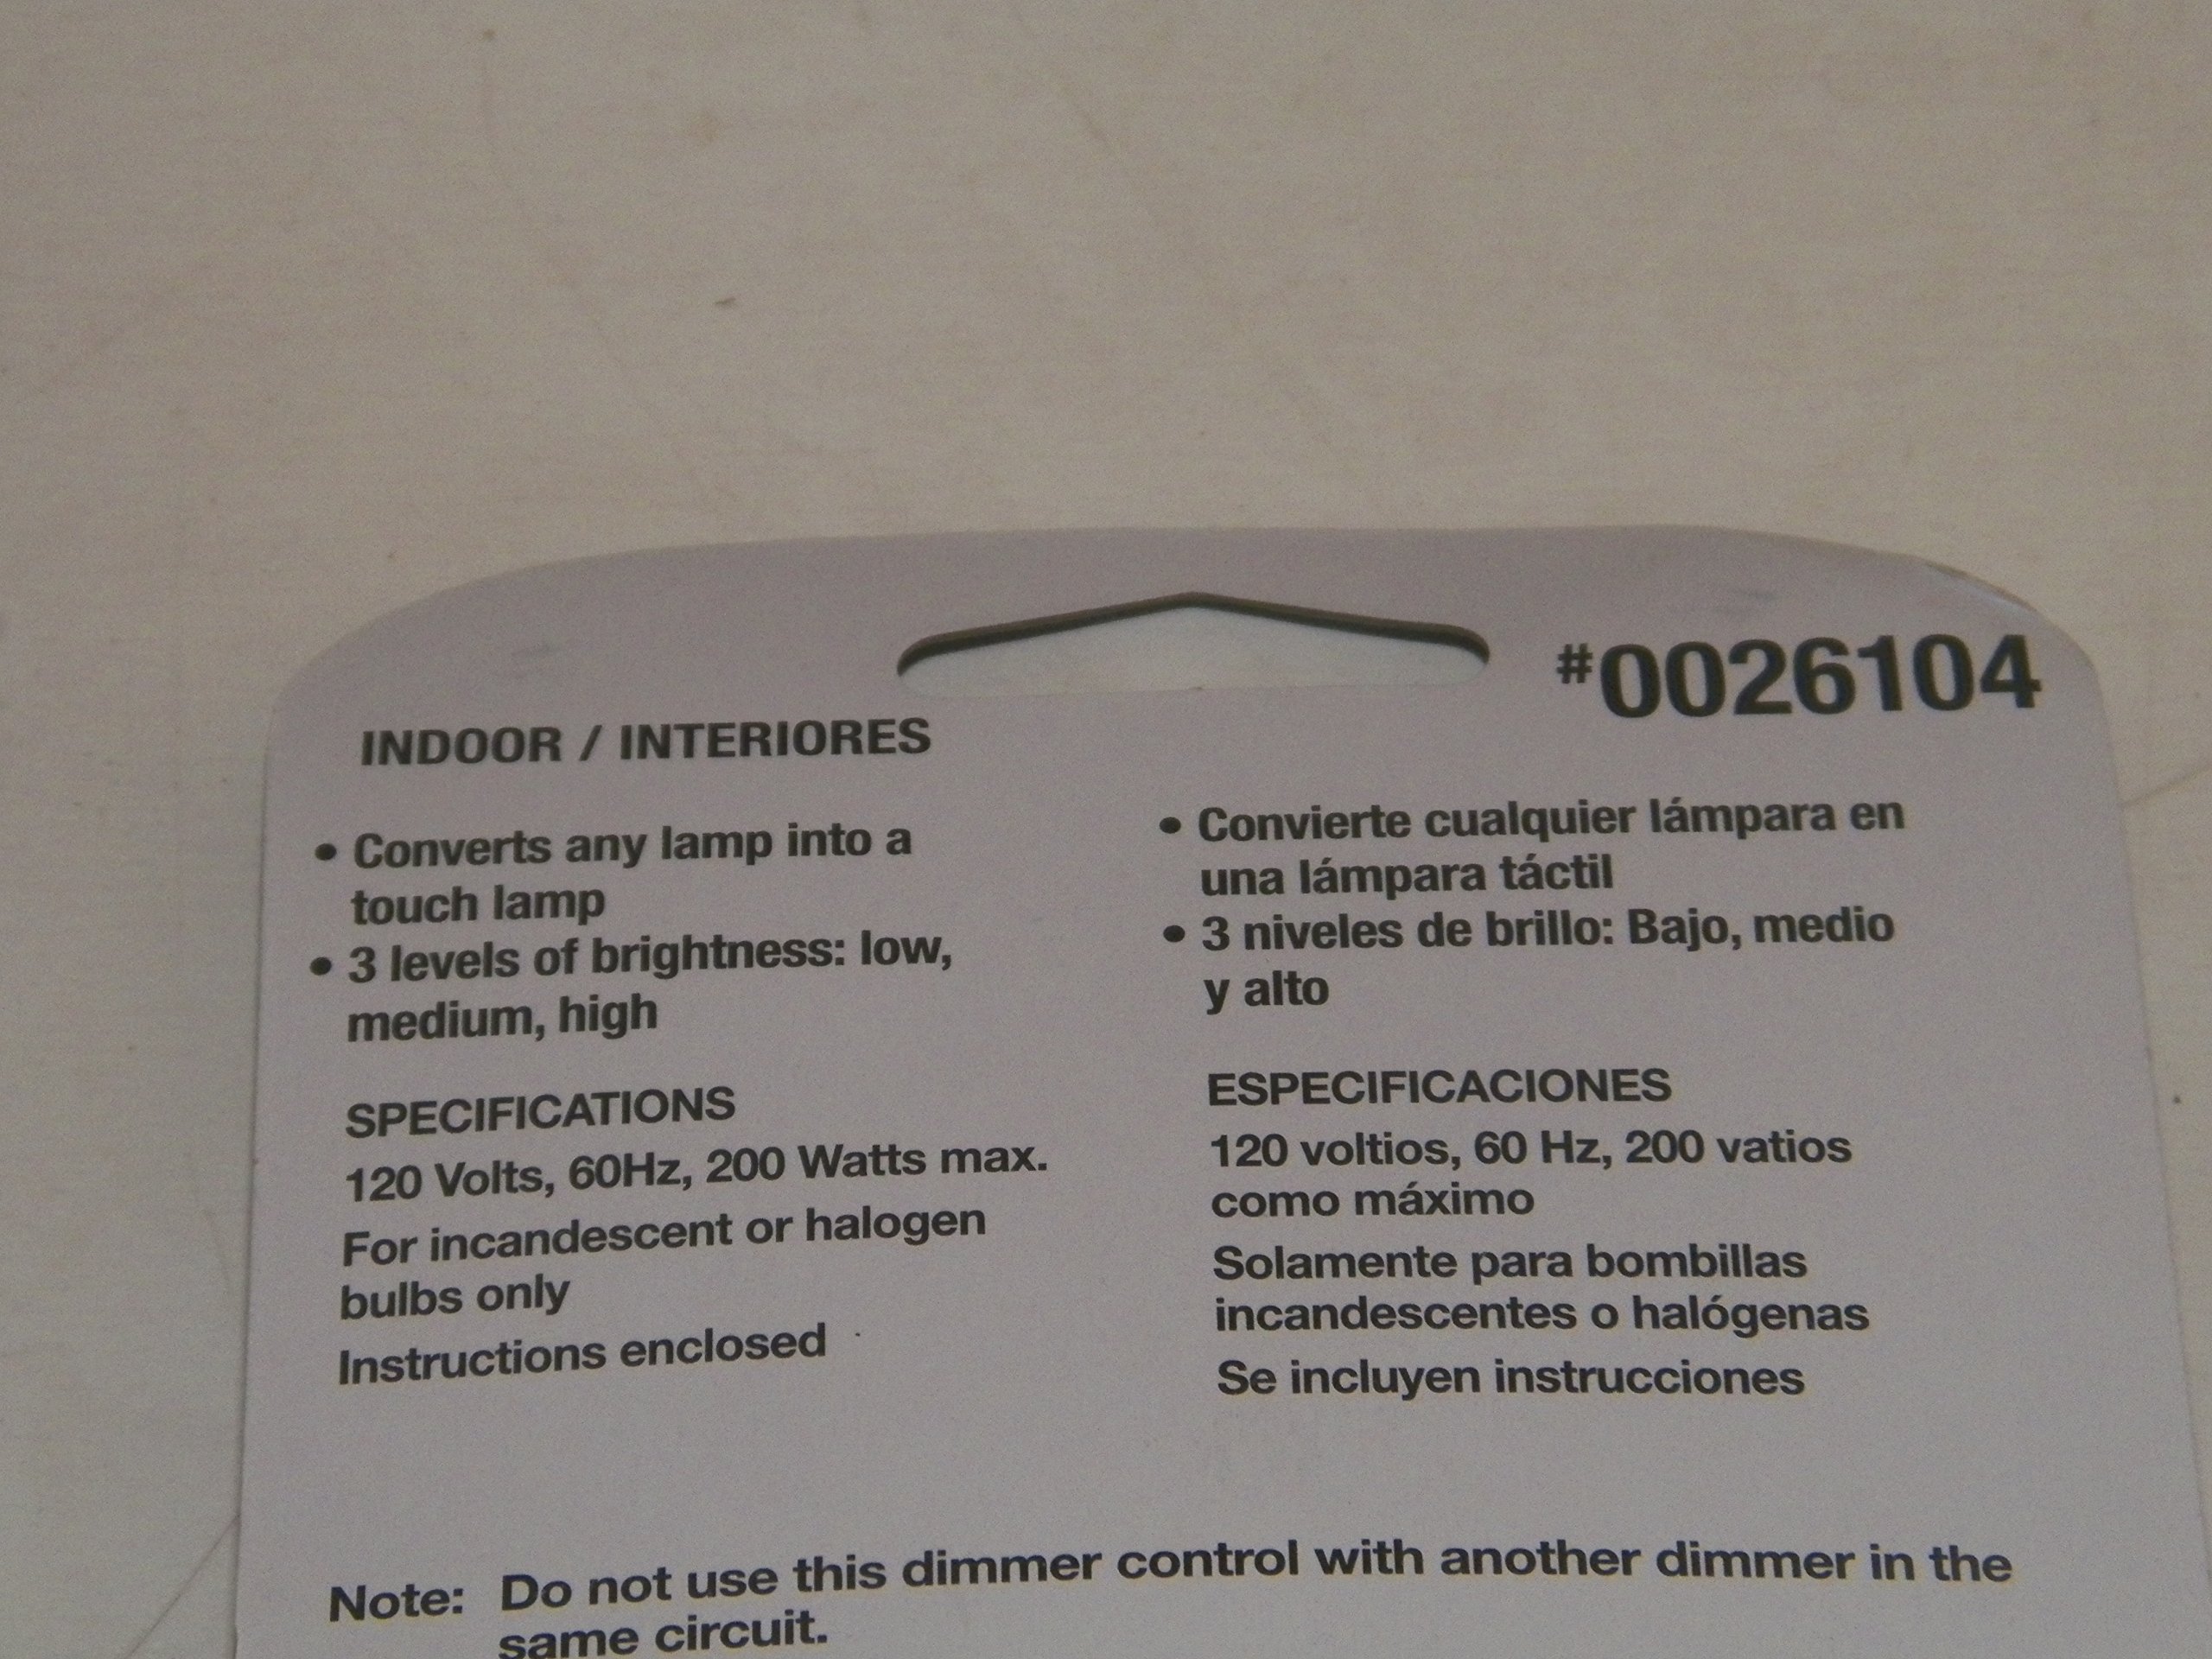 #0026104
INDOOR / INTERIORES
• Converts any lamp into a
touch lamp
• 3 levels of brightness: low,
medium, high
SPECIFICATIONS
120 Volts, 60Hz, 200 Watts max.
For incandescent or halogen
bulbs only
Instructions enclosed
• Convierte cualquier lámpara en
una lámpara táctil
• 3 niveles de brillo: Bajo, medio
y alto
ESPECIFICACIONES
120 voltios, 60 Hz, 200 vatios
como máximo
Solamente para bombillas
incandescentes o halógenas
Se incluyen instrucciones
Note: Do not use this dimmer control with another dimmer in the
same circuit.